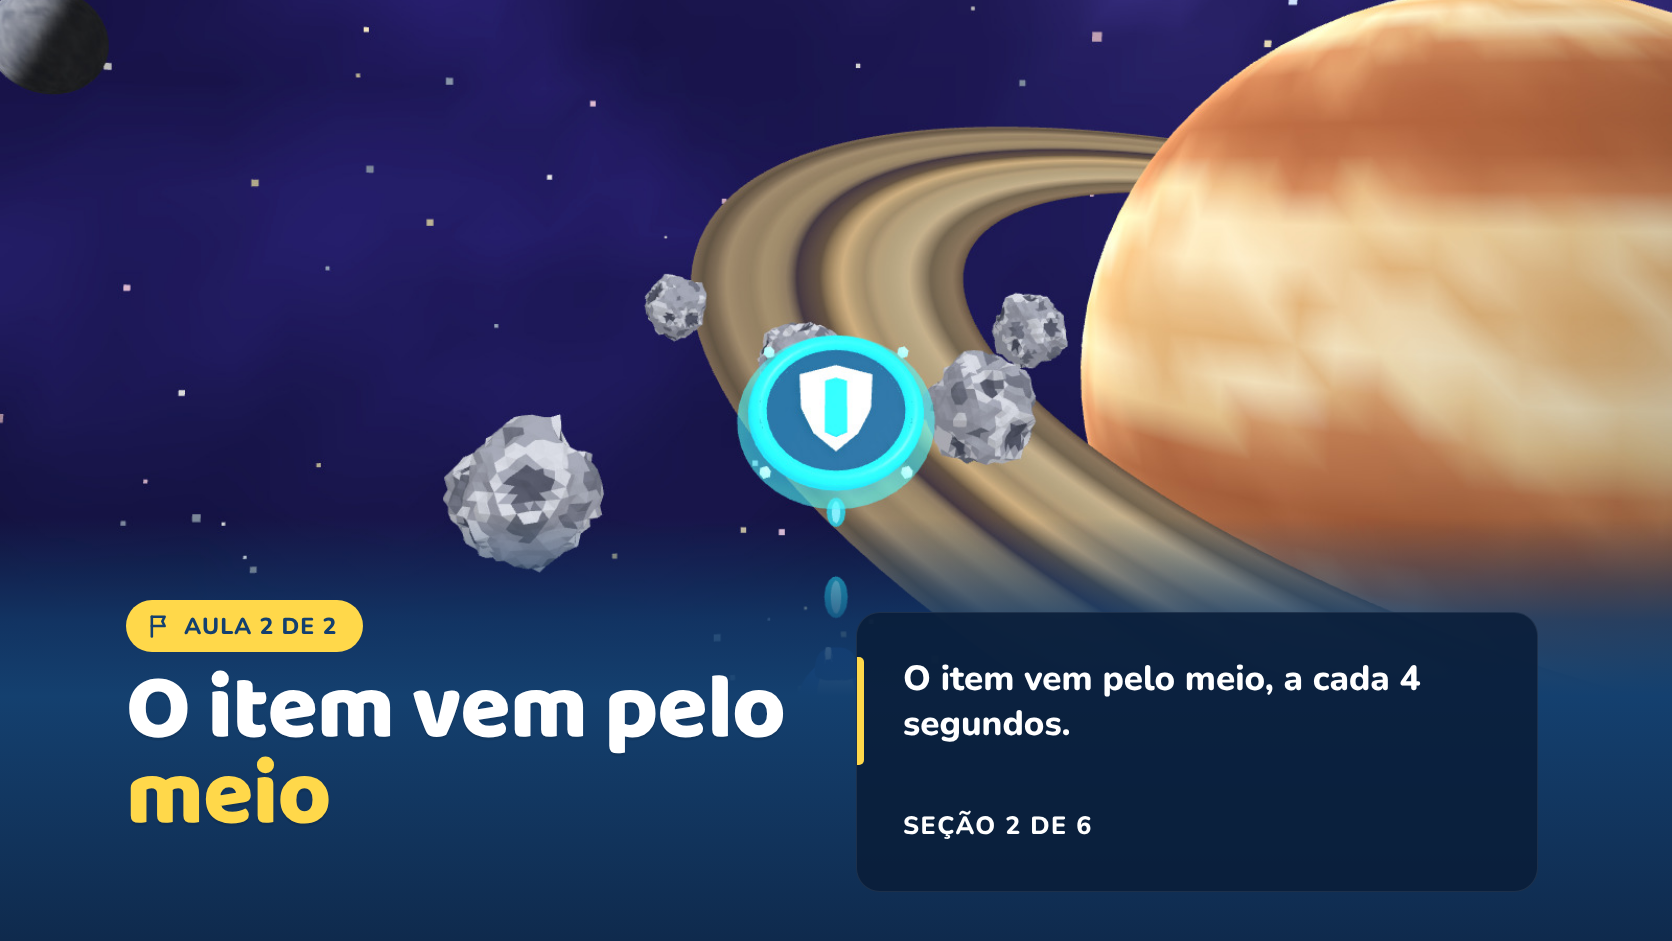 AULA 2 DE 2
O item vem pelo
meio
O item vem pelo meio, a cada 4
segundos.
SEÇÃO 2 DE 6